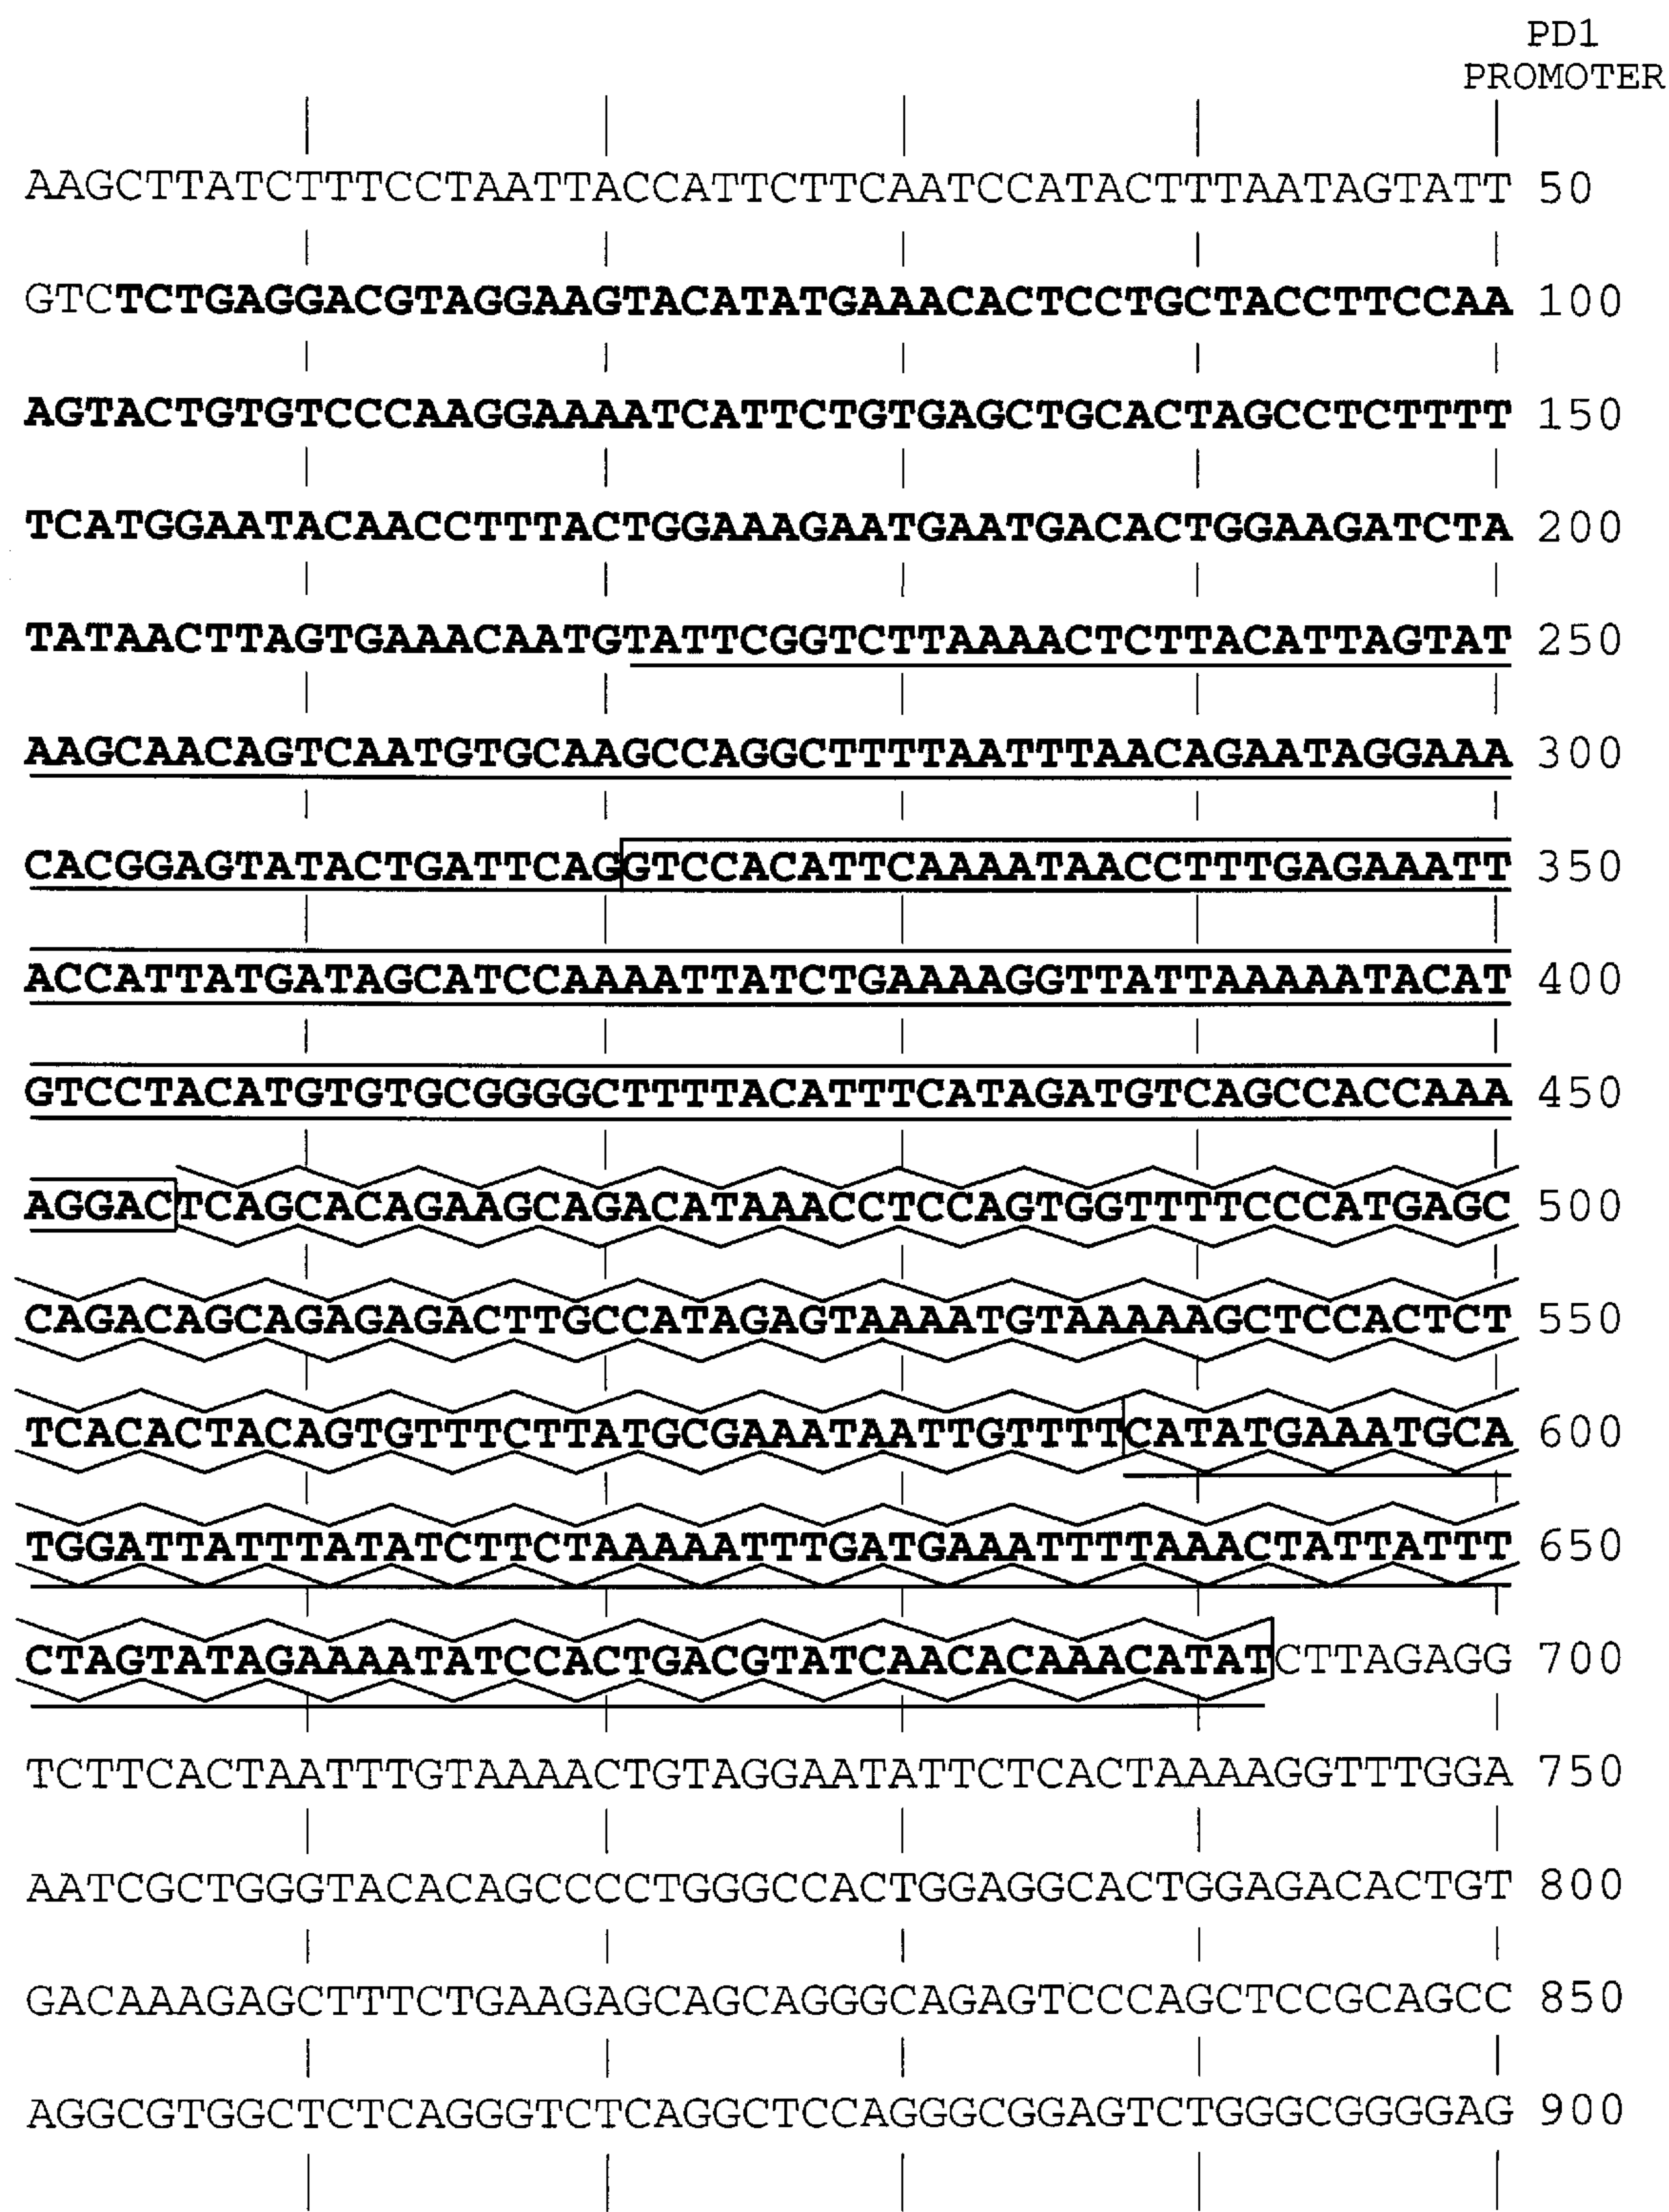 PD1
PROMOTER
AAGCTTATCTTTCCTAATTACCATTCTTCAATCCATACTTTAATAGTATT 50
GTCTCTGAGGACGTAGGAAGTACATATGAAACACTCCTGCTACCTTCCAA 100
AGTACTGTGTCCCAAGGAAAATCATTCTGTGAGCTGCACTAGCCTCTTTT 150
TCATGGAATACAACCTTTACTGGAAAGAATGAATGACACTGGAAGATCTA 200
TATAACTTAGTGAAACAATGTATTCGGTCTTAAAACTCTTACATTAGTAT 250
AAGCAACAGTCAATGTGCAAGCCAGGCTTTTAATTTAACAGAATAGGAAA 300
CACGGAGTATACTGATTCAGGTCCACATTCAAAATAACCTTTGAGAAATT 350
ACCATTATGATAGCATCCAAAATTATCTGAAAAGGTTATTAAAAATACAT 400
GTCCTACATGTGTGCGGGGCTTTTACATTTCATAGATGTCAGCCACCAAA 450
AGGACTCAGCACAGAAGCAGACATAAACCTCCAGTGGTTTTCCCATGAGC 500
CAGACAGCAGAGAGACTTGCCATAGAGTAAAATGTAAAAAGCTCCACTCT 550
TCACACTACAGTGTTTCTTATGCGAAATAATTGTTTTCATATGAAATGCA 600
TGGATTATTTATATCTTCTAAAAATTTGATGAAATTTTAAACTATTATTT 650
CTAGTATAGAAAATATCCACTGACGTATCAACACAAACATATCTTAGAGG 700
TCTTCACTAATTTGTAAAACTGTAGGAATATTCTCACTAAAAGGTTTGGA 750
AATCGCTGGGTACACAGCCCCTGGGCCACTGGAGGCACTGGAGACACTGT 800
GACAAAGAGCTTTCTGAAGAGCAGCAGGGCAGAGTCCCAGCTCCGCAGCC 850
AGGCGTGGCTCTCAGGGTCTCAGGCTCCAGGGCGGAGTCTGGGCGGGGAG 900